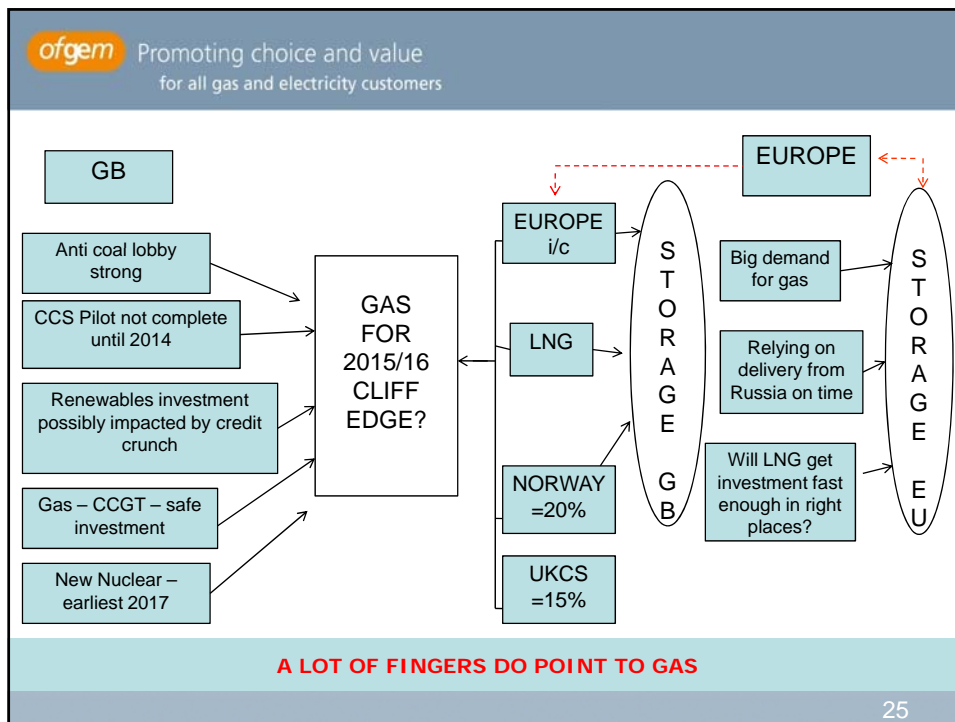 ofgem
Promoting choice and value
for all gas and electricity customers
GB
Anti coal lobby
strong
CCS Pilot not complete
until 2014
Renewables investment
possibly impacted by credit
crunch
Gas – CCGT – safe
investment
New Nuclear –
earliest 2017
GAS
FOR
2015/16
CLIFF
EDGE?
EUROPE
i/c
LNG
NORWAY
=20%
UKCS
=15%
STORAGE GB
EUROPE
Big demand
for gas
Relying on
delivery from
Russia on time
Will LNG get
investment fast
enough in right
places?
STORAGE EU
A LOT OF FINGERS DO POINT TO GAS
25